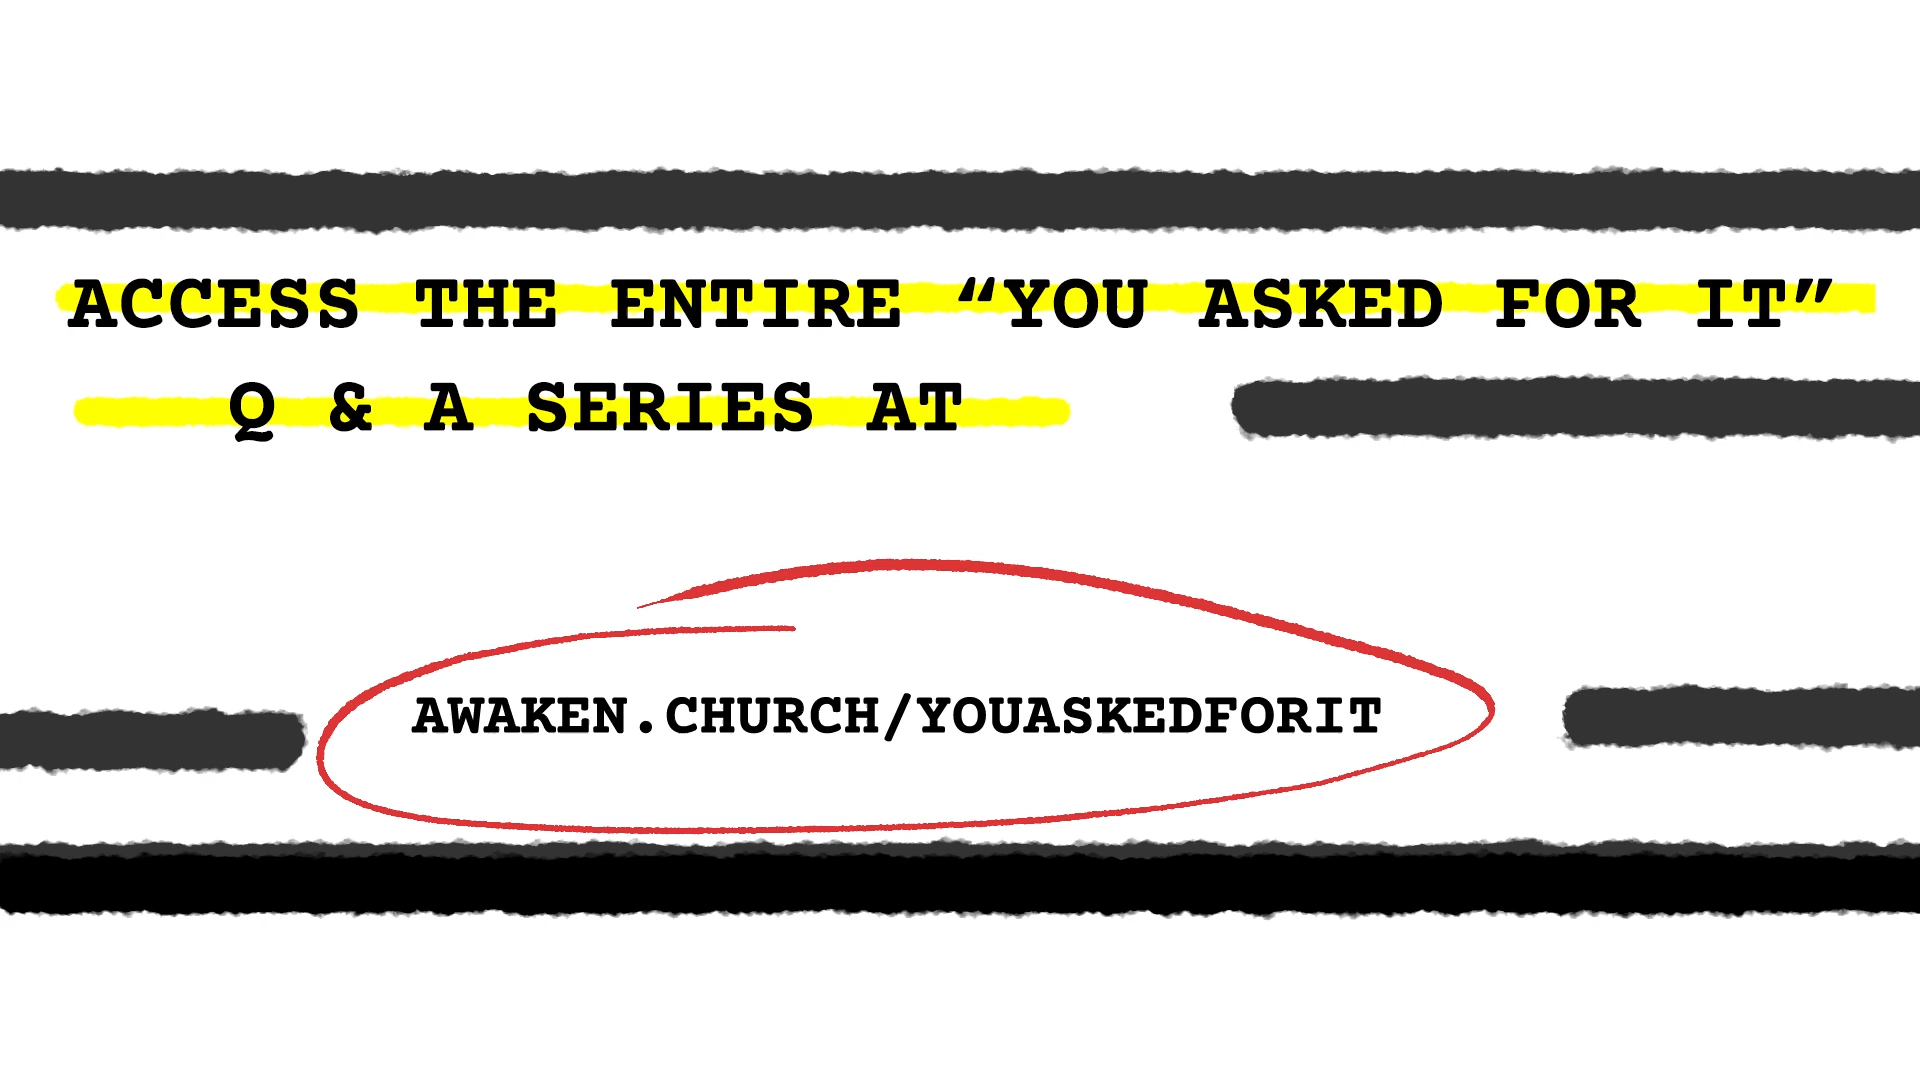 ACCESS THE ENTIRE “YOU ASKED FOR IT”
Q & A SERIES AT
AWAKEN.CHURCH/YOUASKEDFORIT